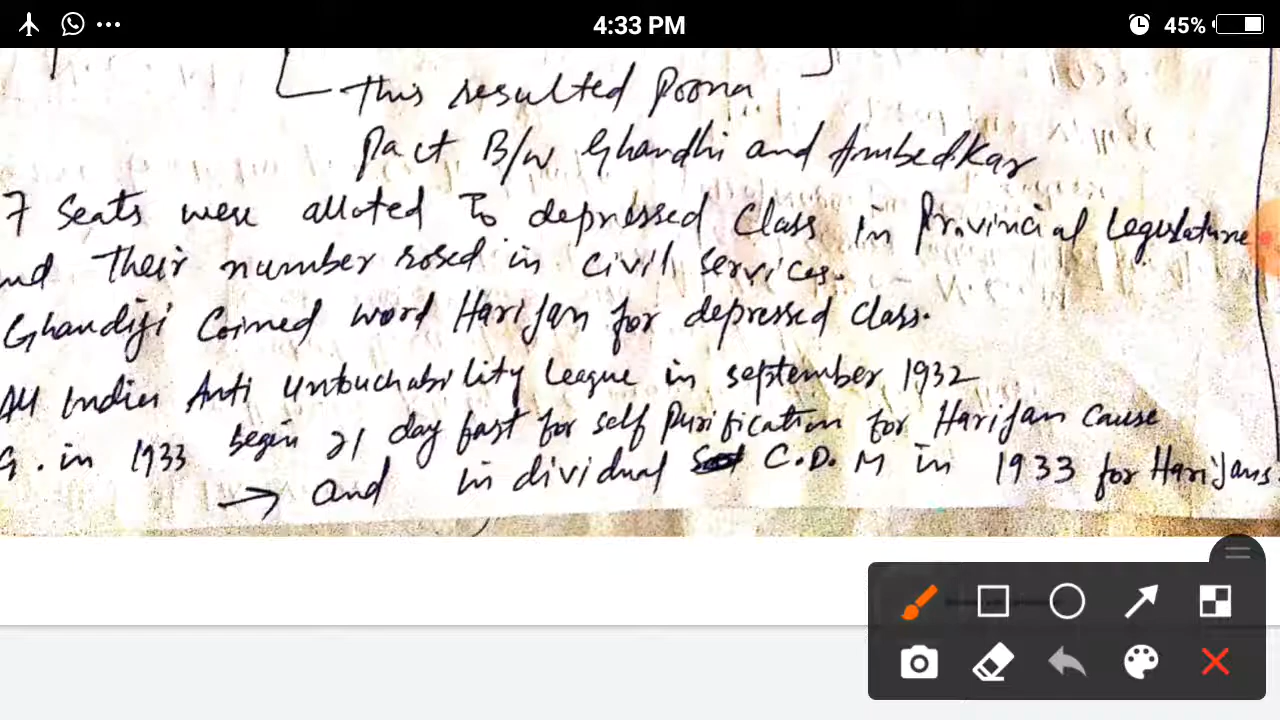 4:33 PM
45%
This resulted Poona
Pact B/w Ghandhi and Ambedkar
7 Seats were alloted To depressed Class in Provincial Legislature
nd Their number rosed in civil services.
Ghandiji Coined word Harijan for depressed class.
All India Anti Untouchability League in september 1932
G. in 1933 begin 21 day fast for self Purification for Harijan Cause
→ and individual C.D.M in 1933 for Harijans.